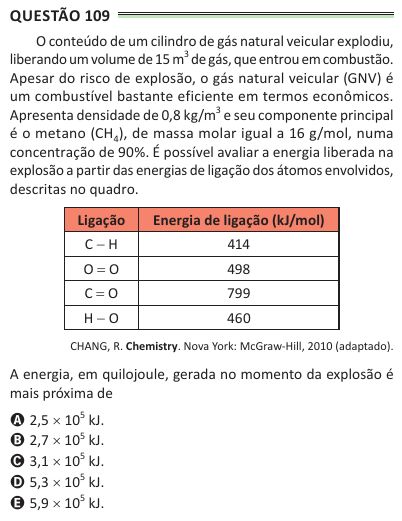 QUESTÃO 109
O conteúdo de um cilindro de gás natural veicular explodiu,
liberando um volume de 15 m³ de gás, que entrou em combustão.
Apesar do risco de explosão, o gás natural veicular (GNV) é
um combustível bastante eficiente em termos econômicos.
Apresenta densidade de 0,8 kg/m³ e seu componente principal
é o metano (CH₄), de massa molar igual a 16 g/mol, numa
concentração de 90%. É possível avaliar a energia liberada na
explosão a partir das energias de ligação dos átomos envolvidos,
descritas no quadro.
Ligação Energia de ligação (kJ/mol)
C – H 414
O = O 498
C = O 799
H – O 460
CHANG, R. Chemistry. Nova York: McGraw-Hill, 2010 (adaptado).
A energia, em quilojoule, gerada no momento da explosão é
mais próxima de
A 2,5 × 10⁵ kJ.
B 2,7 × 10⁵ kJ.
C 3,1 × 10⁵ kJ.
D 5,3 × 10⁵ kJ.
E 5,9 × 10⁵ kJ.